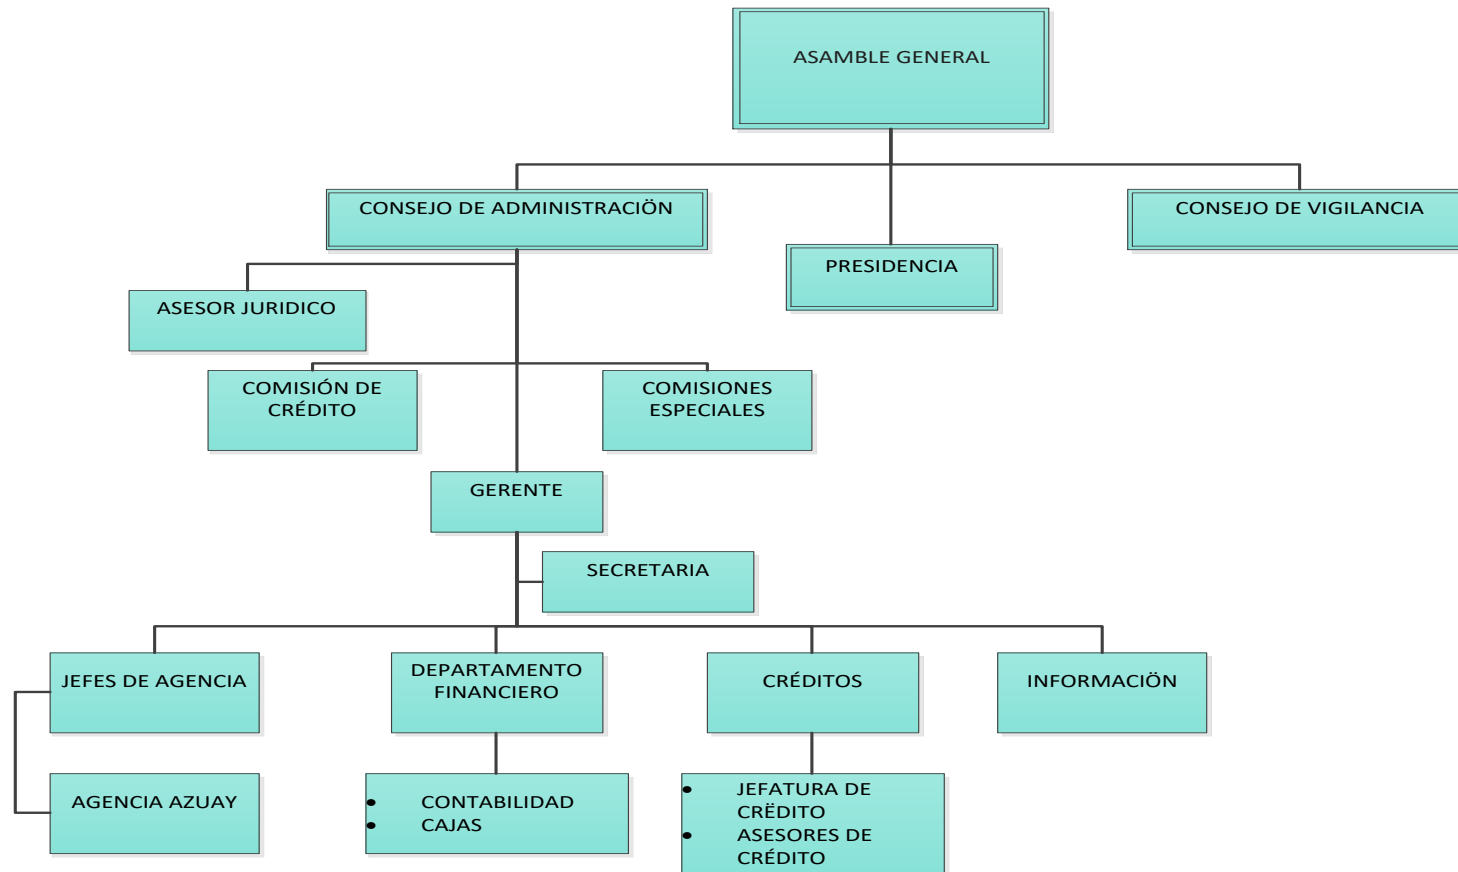 ASAMBLE GENERAL
CONSEJO DE ADMINISTRACIÖN
CONSEJO DE VIGILANCIA
PRESIDENCIA
ASESOR JURIDICO
COMISIÓN DE
CRÉDITO
COMISIONES
ESPECIALES
GERENTE
SECRETARIA
JEFES DE AGENCIA
DEPARTAMENTO
FINANCIERO
CRÉDITOS
INFORMACIÖN
AGENCIA AZUAY
• CONTABILIDAD
• CAJAS
• JEFATURA DE
CRËDITO
• ASESORES DE
CRÉDITO